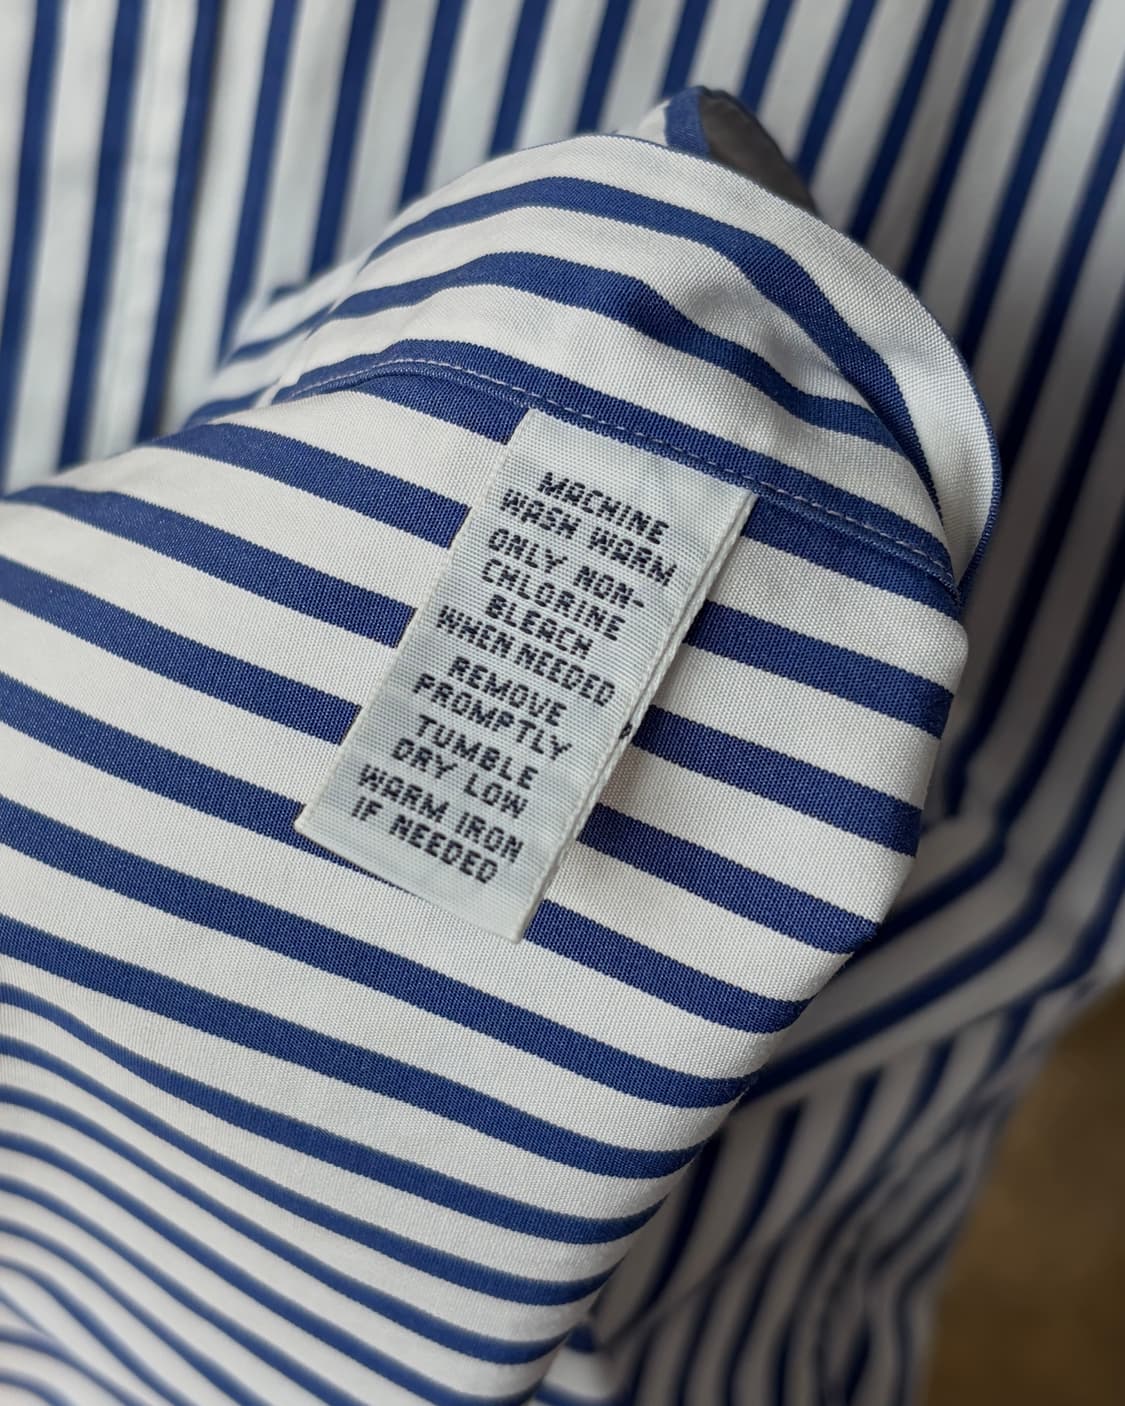 MACHINE
WASH WARM
ONLY NON-
CHLORINE
BLEACH
WHEN NEEDED
REMOVE
PROMPTLY
TUMBLE
DRY LOW
WARM IRON
IF NEEDED